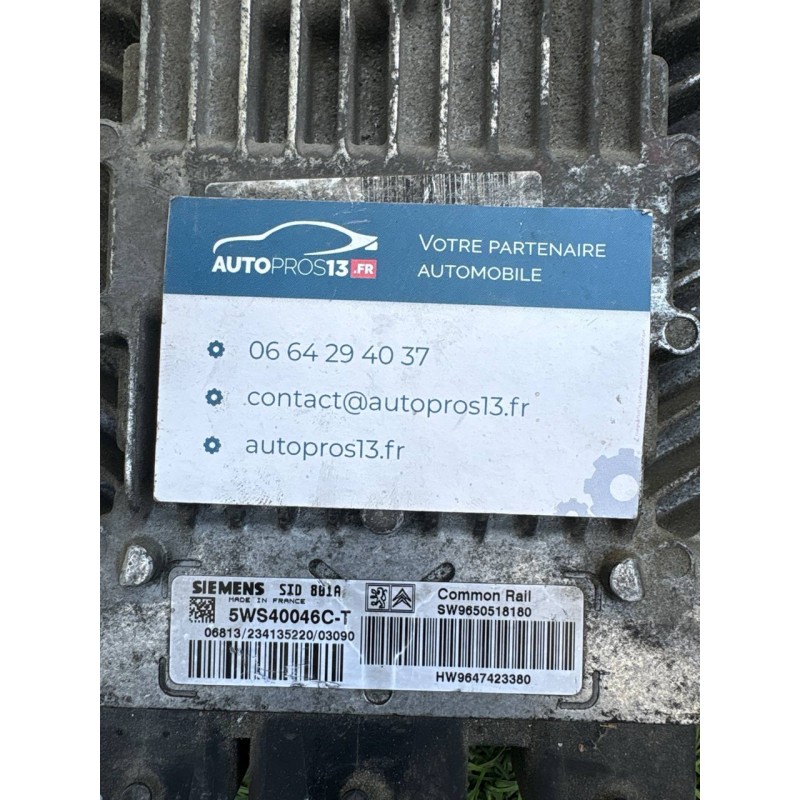 AUTOPROS13.FR
VOTRE PARTENAIRE
AUTOMOBILE
06 64 29 40 37
contact@autopros13.fr
autopros13.fr
SIEMENS SID 801A
MADE IN FRANCE
5WS40046C-T
06813/234135220/03090
Common Rail
SW9650518180
HW9647423380